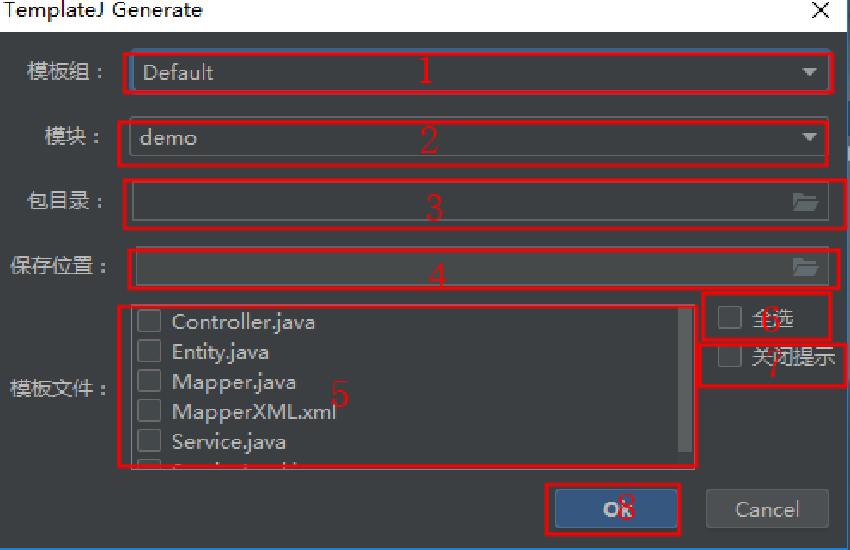 TemplateJ Generate
模板组：
Default
1
模块：
demo
2
包目录：
3
保存位置：
4
模板文件：
Controller.java
Entity.java
Mapper.java
MapperXML.xml
Service.java
5
全选
6
关闭提示
7
Ok
8
Cancel